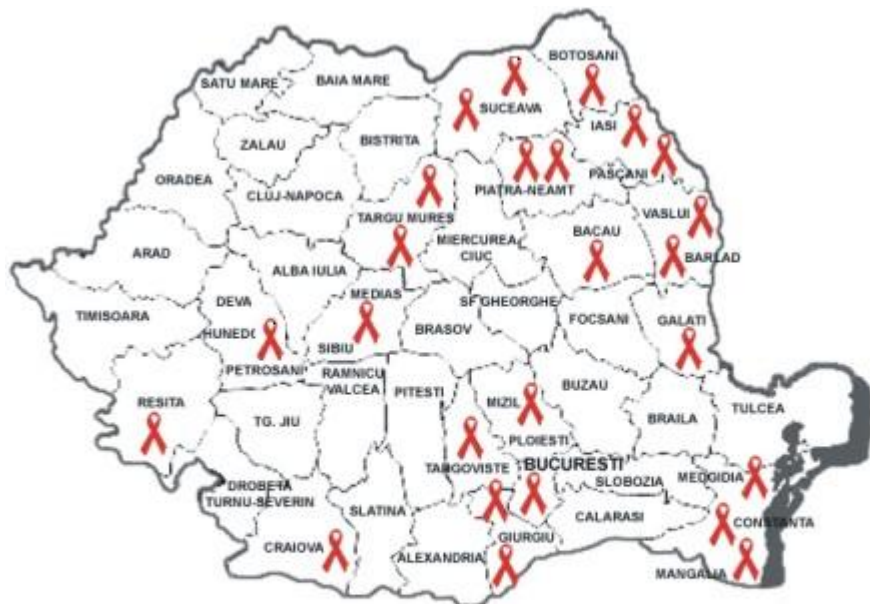 BOTOSANI
SATU MARE
BAIA MARE
SUCEAVA
IASI
BISTRITA
ZALAU
PASCANI
ORADEA
CLUJ-NAPOCA
PIATRA-NEAMT
TARGU MURES
VASLUI
MIERCUREA
CIUC
BACAU
ARAD
ALBA IULIA
BARLAD
MEDIAS
SF GHEORGHE
DEVA
TIMISOARA
FOCSANI
GALATI
HUNEDO
SIBIU
BRASOV
PETROSANI
RAMNICU
VALCEA
PITESTI
BUZAU
MIZIL
RESITA
TULCEA
TG. JIU
BRAILA
PLOIESTI
TARGOVISTE
BUCURESTI
MEDGIDIA
SLOBOZIA
DROBETA
TURNU-SEVERIN
SLATINA
CALARASI
CONSTANTA
GIURGIU
CRAIOVA
ALEXANDRIA
MANGALIA